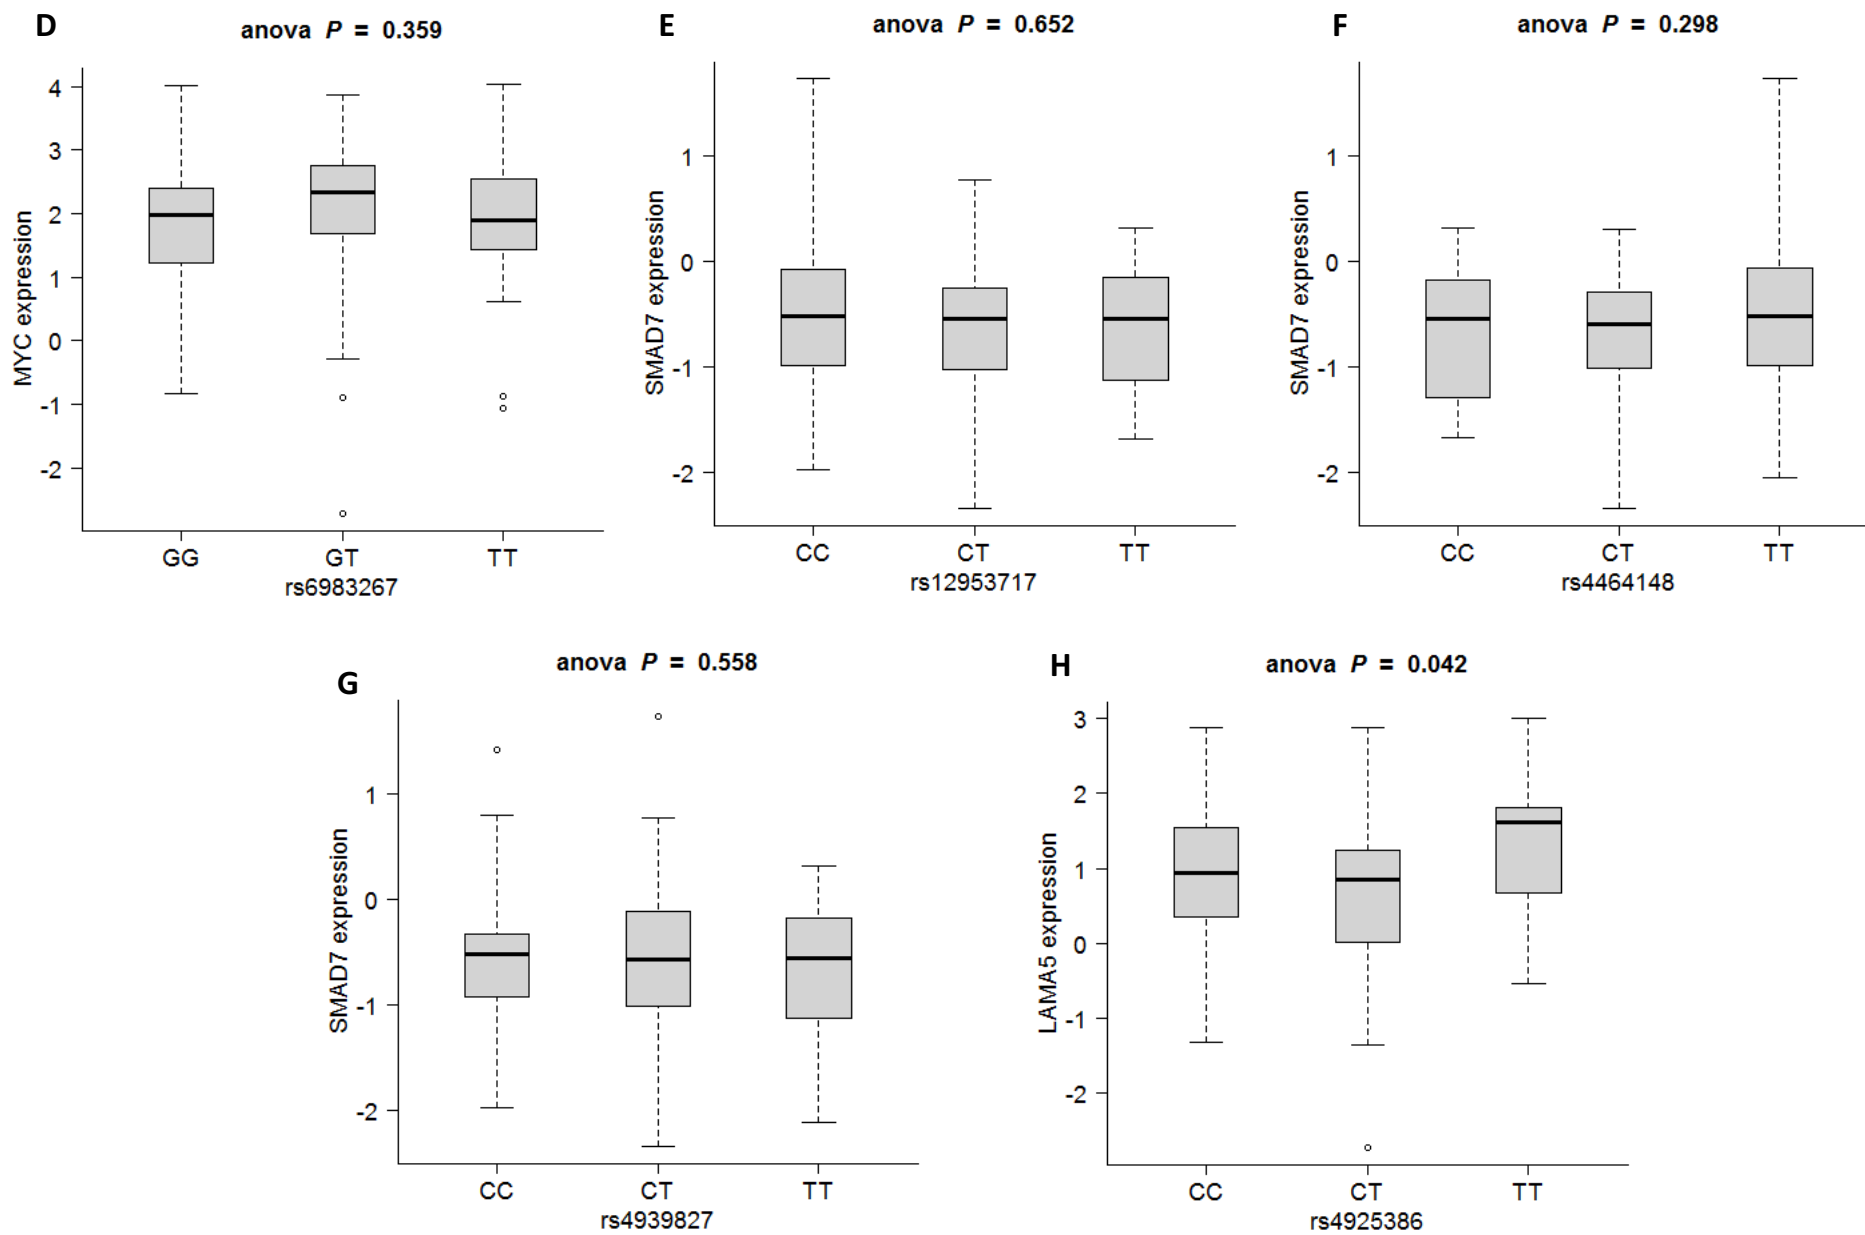 D
anova P = 0.359
MYC expression
4
3
2
1
0
-1
-2
GG GT TT
rs6983267
E
anova P = 0.652
SMAD7 expression
1
0
-1
-2
CC CT TT
rs12953717
F
anova P = 0.298
SMAD7 expression
1
0
-1
-2
CC CT TT
rs4464148
G
anova P = 0.558
SMAD7 expression
1
0
-1
-2
CC CT TT
rs4939827
H
anova P = 0.042
LAMA5 expression
3
2
1
0
-1
-2
CC CT TT
rs4925386